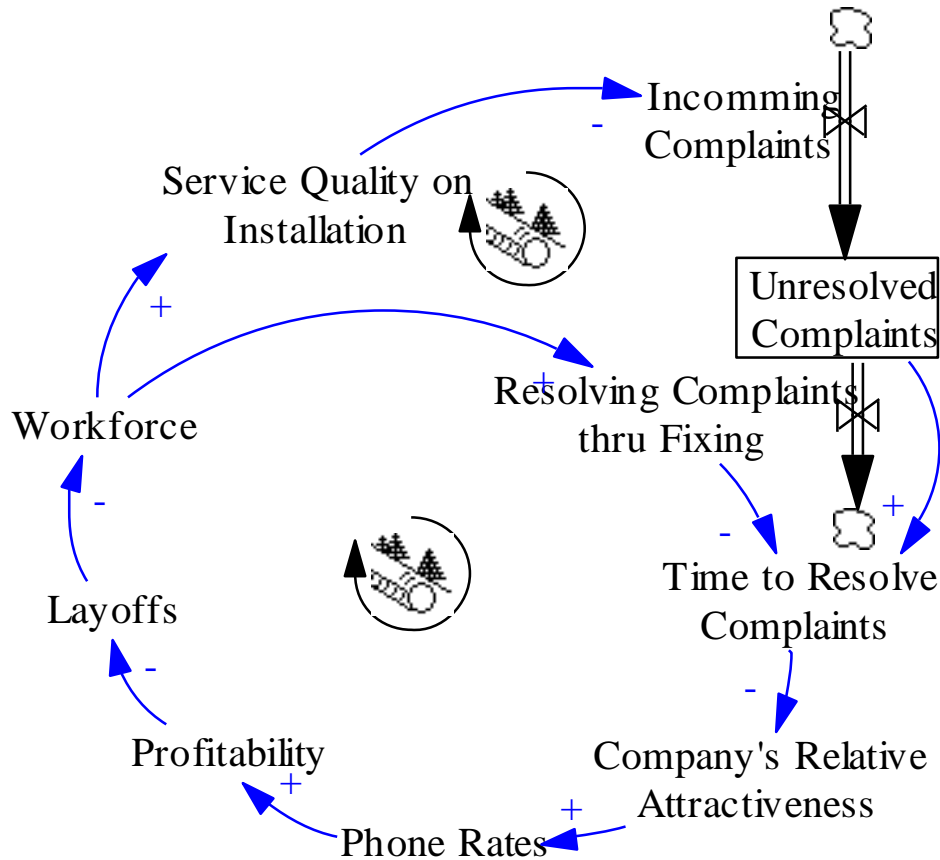 Incomming
Complaints
-
Service Quality on
Installation
Unresolved
Complaints
+
+
Resolving Complaints
thru Fixing
Workforce
-
-
+
Time to Resolve
Complaints
Layoffs
-
-
Profitability
Company's Relative
Attractiveness
+
+
Phone Rates